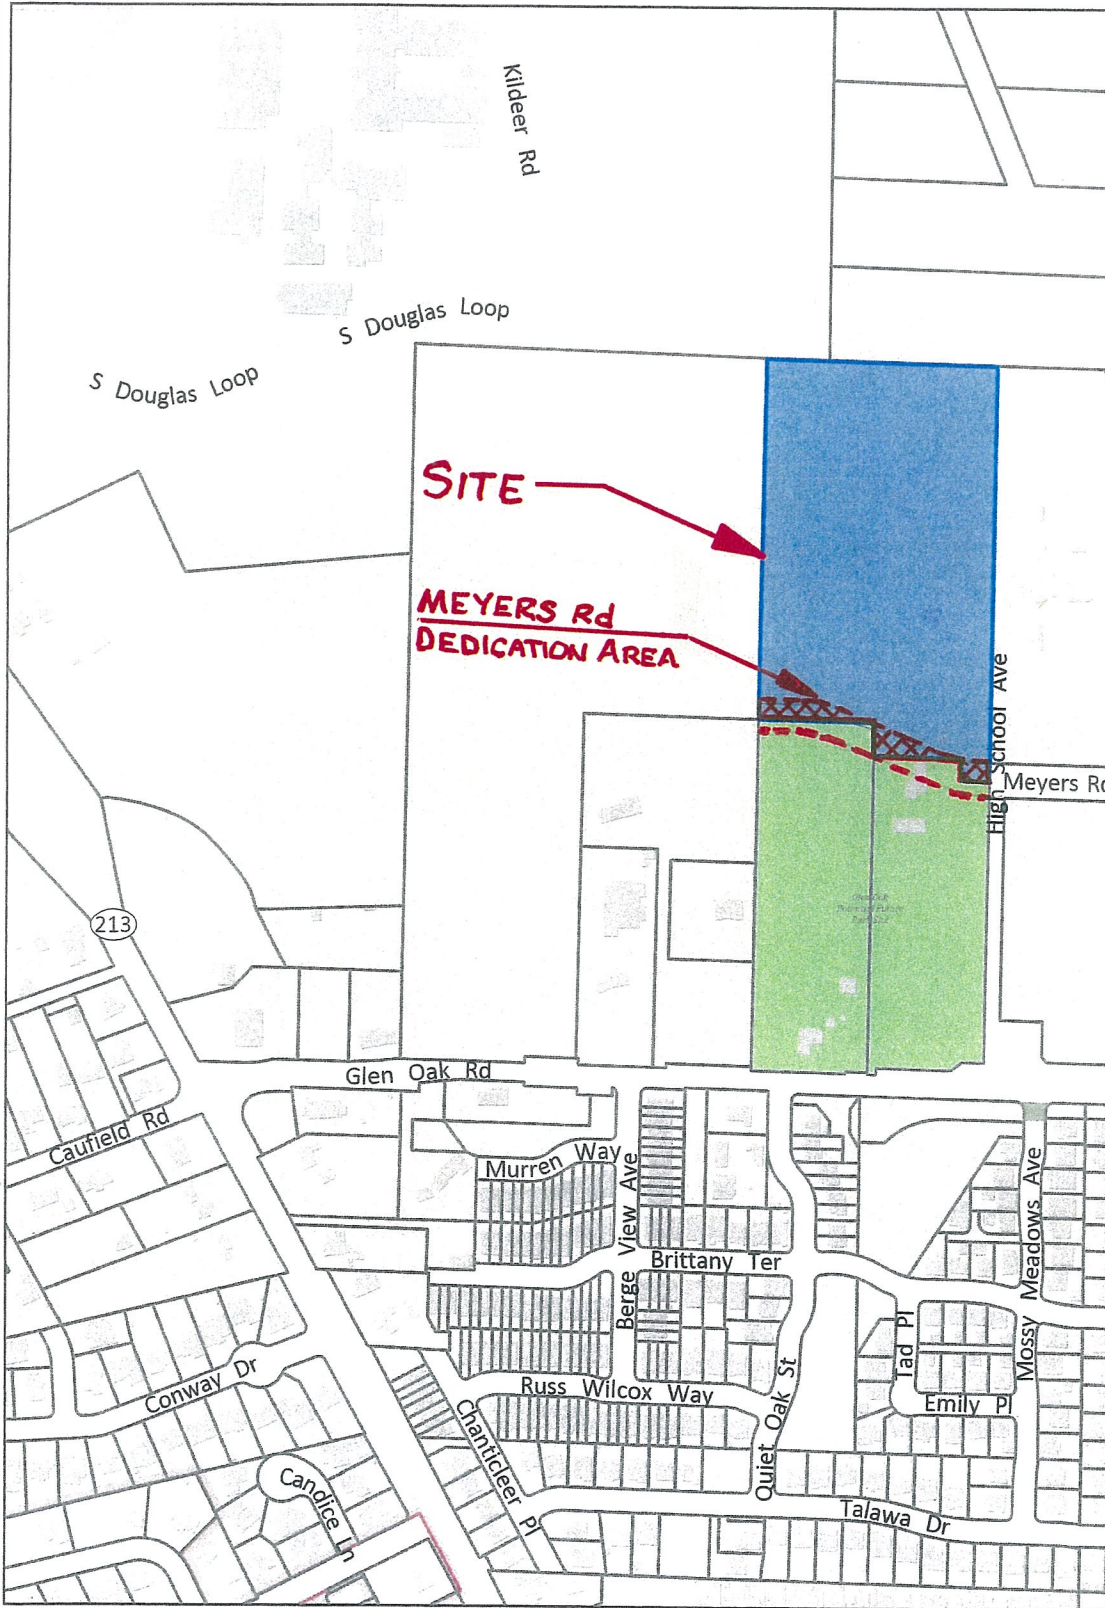 Kildeer Rd
S Douglas Loop
S Douglas Loop
SITE
MEYERS Rd
DEDICATION AREA
High School Ave
Meyers Rd
213
Glen Oak Rd
Caufield Rd
Murren Way
Berge View Ave
Brittany Ter
Mossy Meadows Ave
Tad Pl
Conway Dr
Russ Wilcox Way
Quiet Oak St
Emily Pl
Chanticleer Pl
Candice Ln
Talawa Dr